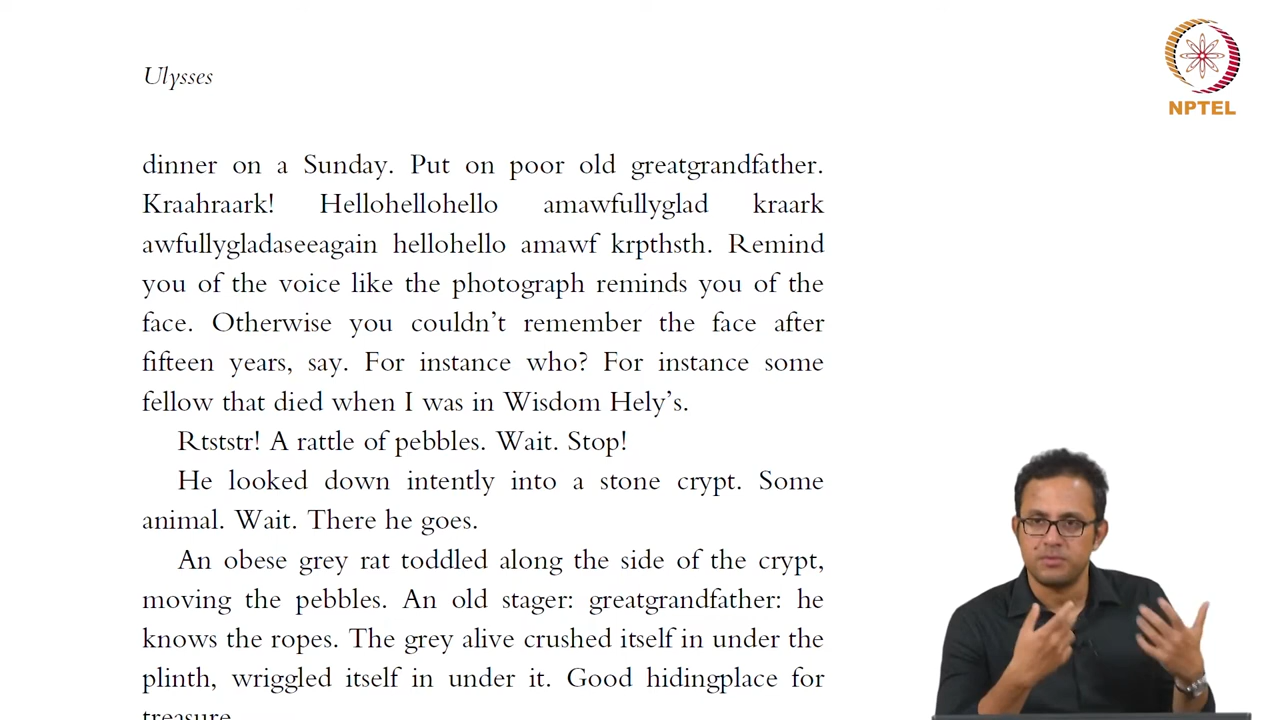 Ulysses
NPTEL
dinner on a Sunday. Put on poor old greatgrandfather.
Kraahraark! Hellohellohello amawfullyglad kraark
awfullygladaseeagain hellohello amawf krpthsth. Remind
you of the voice like the photograph reminds you of the
face. Otherwise you couldn’t remember the face after
fifteen years, say. For instance who? For instance some
fellow that died when I was in Wisdom Hely’s.
Rtststr! A rattle of pebbles. Wait. Stop!
He looked down intently into a stone crypt. Some
animal. Wait. There he goes.
An obese grey rat toddled along the side of the crypt,
moving the pebbles. An old stager: greatgrandfather: he
knows the ropes. The grey alive crushed itself in under the
plinth, wriggled itself in under it. Good hidingplace for
treasure.